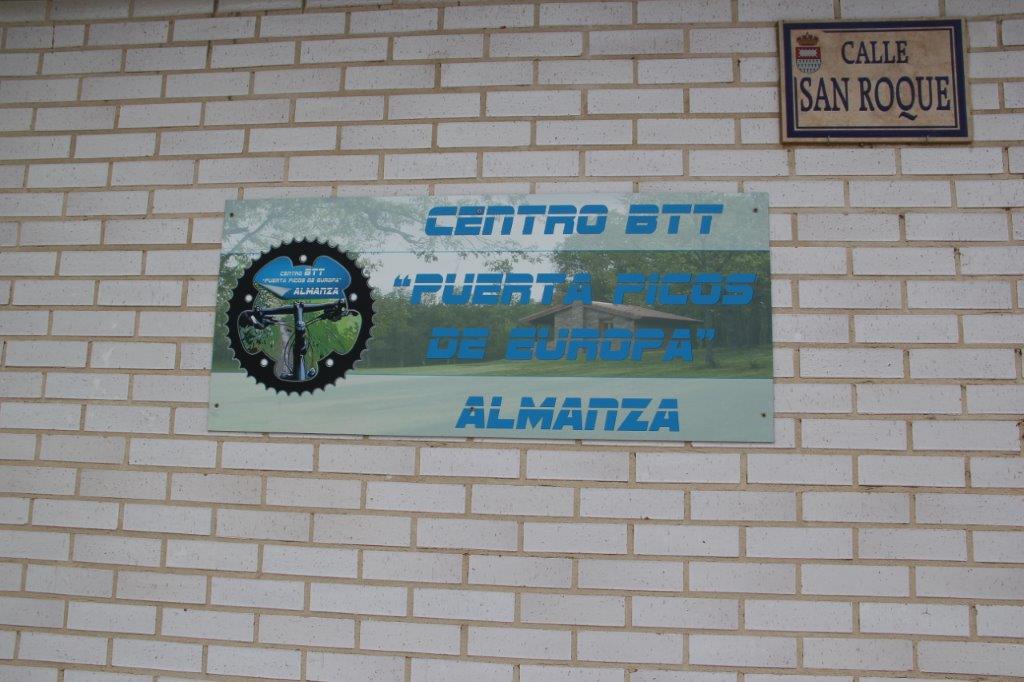 CALLE
SAN ROQUE
CENTRO BTT
"PUERTA PICOS
DE EUROPA"
ALMANZA
CENTRO BTT
"PUERTA PICOS DE EUROPA"
ALMANZA